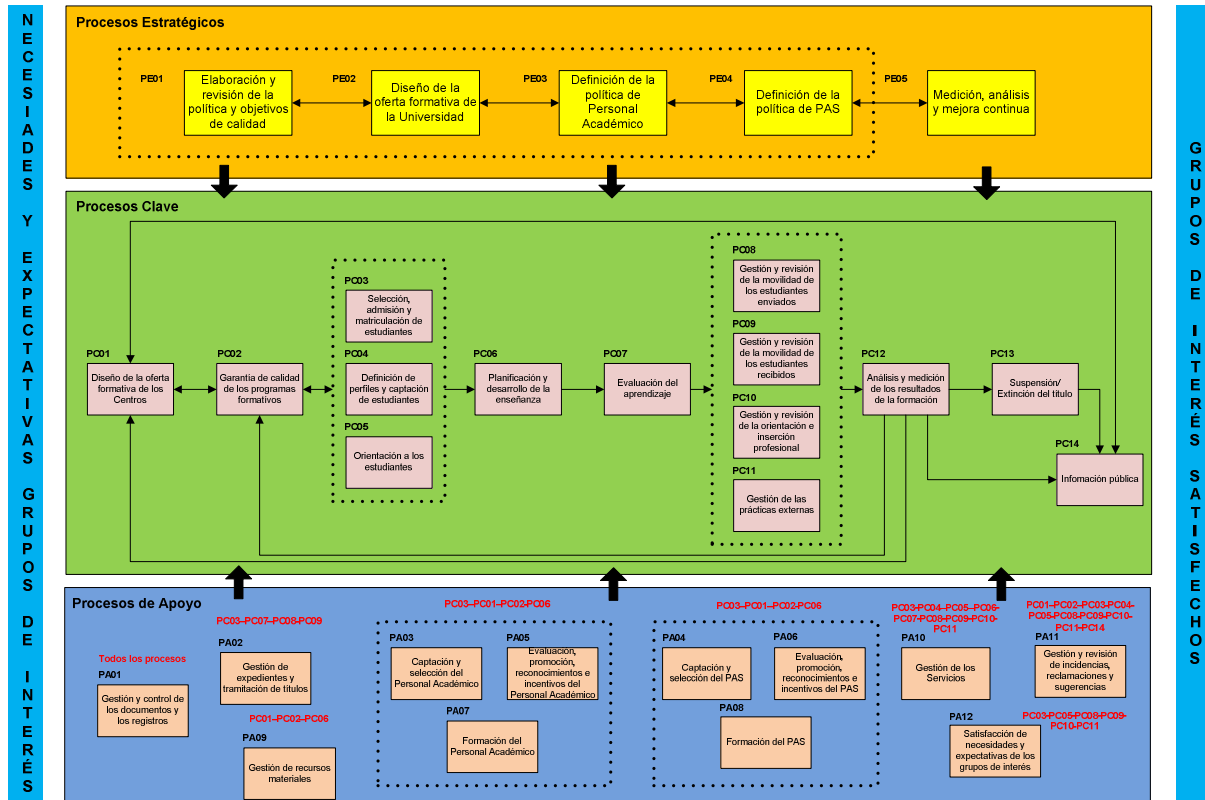 NECESIADES Y EXPECTATIVAS GRUPOS DE INTERÉS
Procesos Estratégicos
PE01
Elaboración y
revisión de la
política y objetivos
de calidad
PE02
Diseño de la
oferta formativa de
la Universidad
PE03
Definición de la
política de
Personal
Académico
PE04
Definición de la
política de PAS
PE05
Medición, análisis
y mejora continua
Procesos Clave
PC01
Diseño de la oferta
formativa de los
Centros
PC02
Garantía de calidad
de los programas
formativos
PC03
Selección,
admisión y
matriculación de
estudiantes
PC04
Definición de
perfiles y captación
de estudiantes
PC05
Orientación a los
estudiantes
PC06
Planificación y
desarrollo de la
enseñanza
PC07
Evaluación del
aprendizaje
PC08
Gestión y revisión
de la movilidad de
los estudiantes
enviados
PC09
Gestión y revisión
de la movilidad de
los estudiantes
recibidos
PC10
Gestión y revisión
de la orientación e
inserción
profesional
PC11
Gestión de las
prácticas externas
PC12
Análisis y medición
de los resultados
de la formación
PC13
Suspensión/
Extinción del título
PC14
Infomación pública
Procesos de Apoyo
Todos los procesos
PA01
Gestión y control de
los documentos y
los registros
PC03–PC07–PC08–PC09
PA02
Gestión de
expedientes y
tramitación de títulos
PC01–PC02–PC06
PA09
Gestión de recursos
materiales
PC03–PC01–PC02-PC06
PA03
Captación y
selección del
Personal Académico
PA05
Evaluación,
promoción,
reconocimientos e
incentivos del
Personal Académico
PA07
Formación del
Personal Académico
PC03–PC01–PC02-PC06
PA04
Captación y
selección del PAS
PA06
Evaluación,
promoción,
reconocimientos e
incentivos del PAS
PA08
Formación del PAS
PC03-PC04–PC05–PC06-
PC07-PC08-PC09-PC10-
PC11
PA10
Gestión de los
Servicios
PC01–PC02–PC03-PC04-
PC05-PC08-PC09-PC10-
PC11-PC14
PA11
Gestión y revisión
de incidencias,
reclamaciones y
sugerencias
PC03-PC05-PC08-PC09-
PC10-PC11
PA12
Satisfacción de
necesidades y
expectativas de los
grupos de interés
GRUPOS DE INTERÉS SATISFECHOS